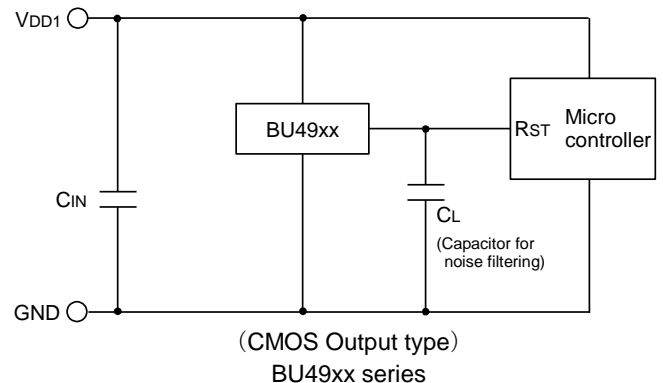 VDD1
BU49xx
RST
Micro
controller
CIN
CL
(Capacitor for
noise filtering)
GND
(CMOS Output type)
BU49xx series